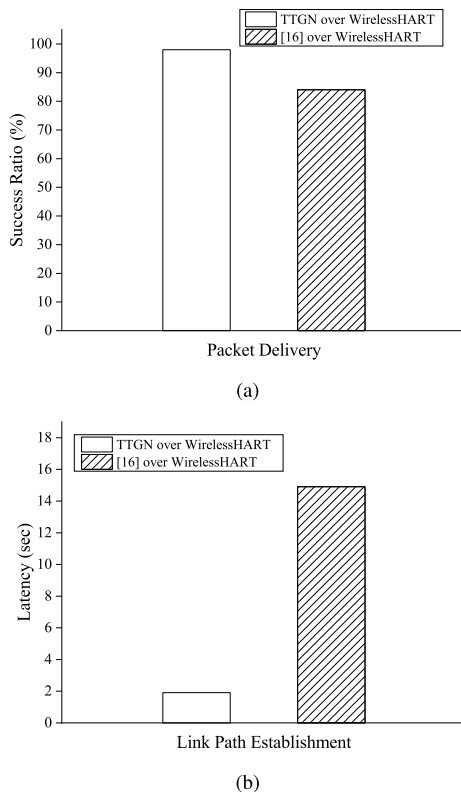 TTGN over WirelessHART
[16] over WirelessHART
100
90
80
70
60
50
40
30
20
10
0
Success Ratio (%)
Packet Delivery
(a)
TTGN over WirelessHART
[16] over WirelessHART
18
16
14
12
10
8
6
4
2
0
Latency (sec)
Link Path Establishment
(b)